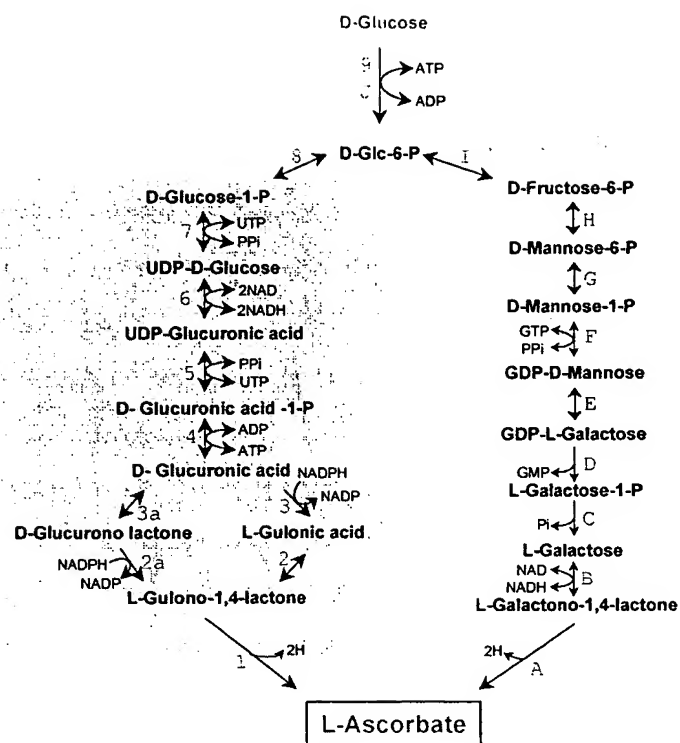 D-Glucose
9 ATP
ADP
8 D-Glc-6-P I
D-Glucose-1-P
7 UTP
PPi
UDP-D-Glucose
6 2NAD
2NADH
UDP-Glucuronic acid
5 PPi
UTP
D- Glucuronic acid -1-P
4 ADP
ATP
D- Glucuronic acid
NADPH
3 NADP
3a
D-Glucurono lactone L-Gulonic acid
NADPH 2a 2
NADP
L-Gulono-1,4-lactone
1 2H
D-Fructose-6-P
H
D-Mannose-6-P
G
D-Mannose-1-P
GTP F
PPi
GDP-D-Mannose
E
GDP-L-Galactose
GMP D
L-Galactose-1-P
Pi C
L-Galactose
NAD B
NADH
L-Galactono-1,4-lactone
2H A
L-Ascorbate